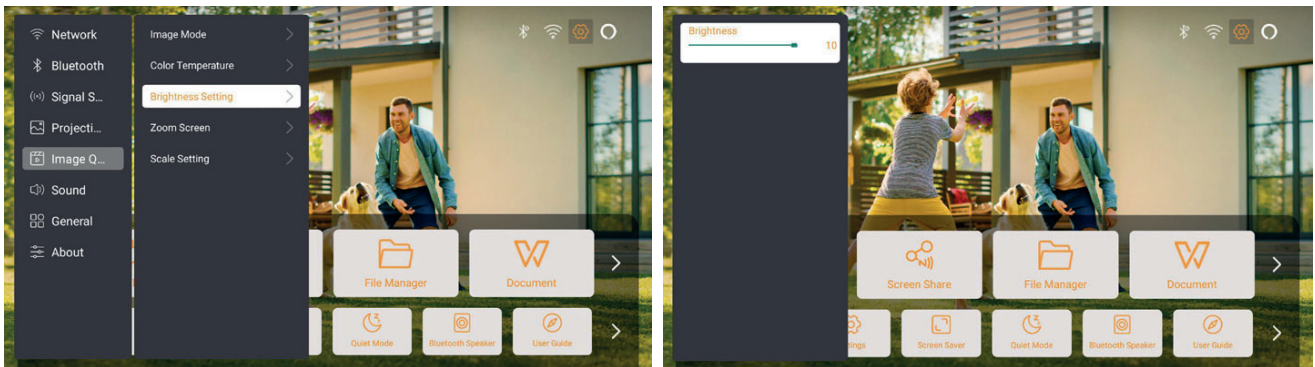 Network
Bluetooth
Signal S...
Projecti...
Image Q...
Sound
General
About
Image Mode
Color Temperature
Brightness Setting
Zoom Screen
Scale Setting
File Manager
Document
Quiet Mode
Bluetooth Speaker
User Guide
Brightness
10
Screen Share
File Manager
Document
tings
Screen Saver
Quiet Mode
Bluetooth Speaker
User Guide